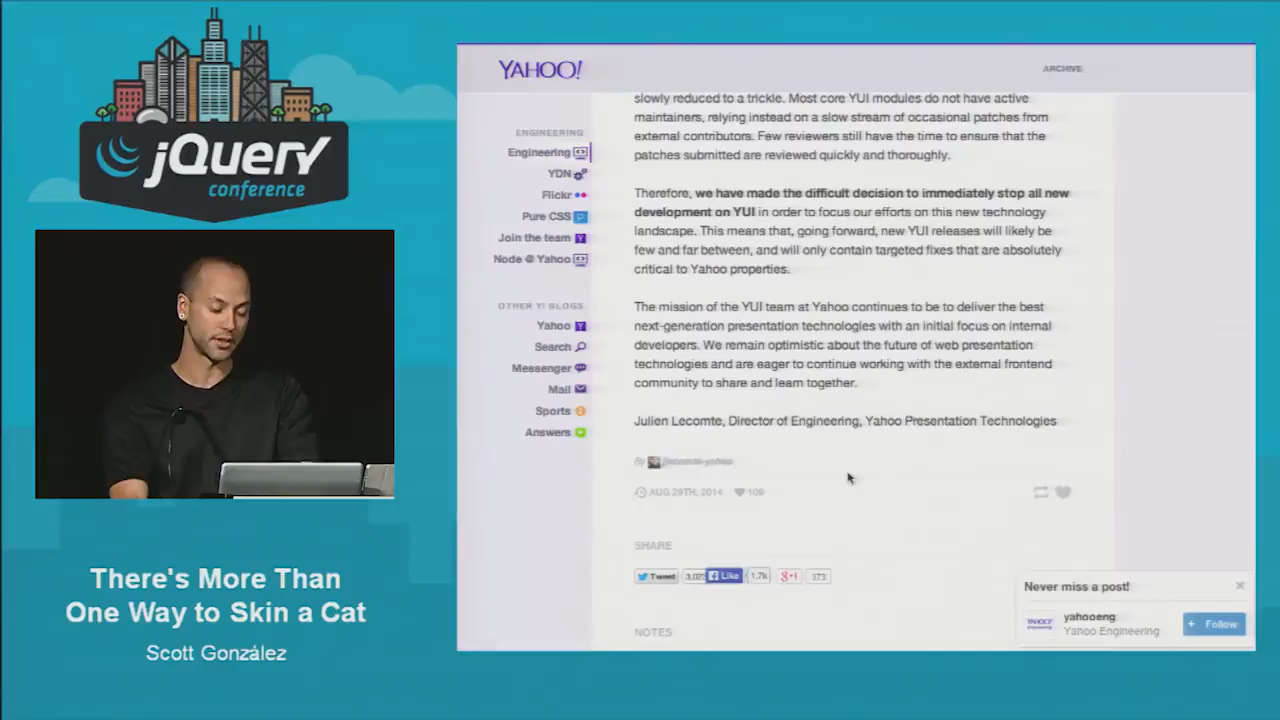 jQuery
conference
There's More Than
One Way to Skin a Cat
Scott González
YAHOO!
ARCHIVE
ENGINEERING
Engineering
YDN
Flickr
Pure CSS
Join the team
Node @ Yahoo
OTHER Y! BLOGS
Yahoo
Search
Messenger
Mail
Sports
Answers
slowly reduced to a trickle. Most core YUI modules do not have active
maintainers, relying instead on a slow stream of occasional patches from
external contributors. Few reviewers still have the time to ensure that the
patches submitted are reviewed quickly and thoroughly.
Therefore, we have made the difficult decision to immediately stop all new
development on YUI in order to focus our efforts on this new technology
landscape. This means that, going forward, new YUI releases will likely be
few and far between, and will only contain targeted fixes that are absolutely
critical to Yahoo properties.
The mission of the YUI team at Yahoo continues to be to deliver the best
next-generation presentation technologies with an initial focus on internal
developers. We remain optimistic about the future of web presentation
technologies and are eager to continue working with the external frontend
community to share and learn together.
Julien Lecomte, Director of Engineering, Yahoo Presentation Technologies
By jlecomte-yahoo
AUG 29TH, 2014 109
SHARE
Tweet Like 1.7k g+1 373
NOTES
Never miss a post!
yahooeng
Yahoo Engineering
+ Follow